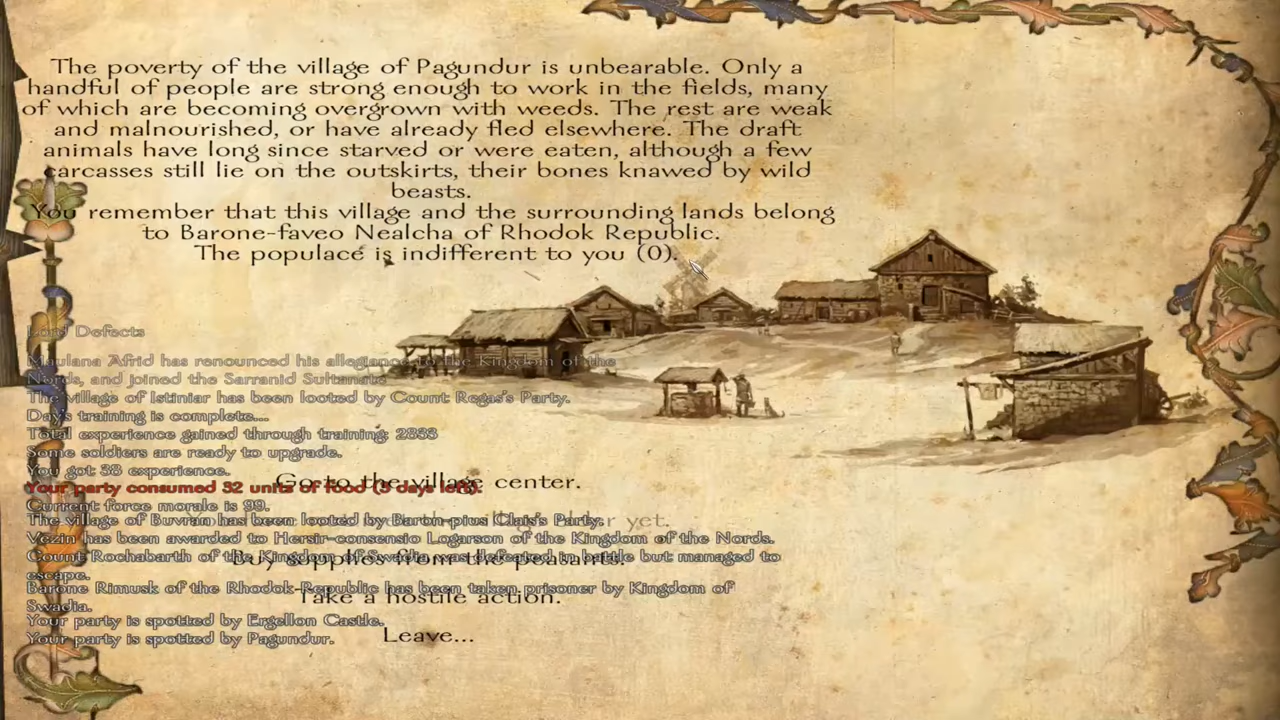 The poverty of the village of Pagundur is unbearable. Only a
handful of people are strong enough to work in the fields, many
of which are becoming overgrown with weeds. The rest are weak
and malnourished, or have already fled elsewhere. The draft
animals have long since starved or were eaten, although a few
carcasses still lie on the outskirts, their bones knawed by wild
beasts.
You remember that this village and the surrounding lands belong
to Barone-faveo Nealcha of Rhodok Republic.
The populace is indifferent to you (0).
Lord Defects
Maulana Afrid has renounced his allegiance to the Kingdom of the
Nords, and joined the Sarranid Sultanate
The village of Istiniar has been looted by Count Regas's Party.
Days training is complete...
Total experience gained through training: 2833
Some soldiers are ready to upgrade.
You got 38 experience.
Go to the village center.
Your party consumed 32 units of food (3 days left).
Current force morale is 99.
The village of Buvran has been looted by Baron-pius Clais's Party.
yet.
Vezin has been awarded to Hersir-consensio Logarson of the Kingdom of the Nords.
Count Rochabarth of the Kingdom of Swadia was defeated in battle but managed to
escape.
Buy supplies from the peasants.
Barone Rimusk of the Rhodok Republic has been taken prisoner by Kingdom of
Swadia.
Take a hostile action.
Your party is spotted by Ergellon Castle.
Your party is spotted by Pagundur.
Leave...